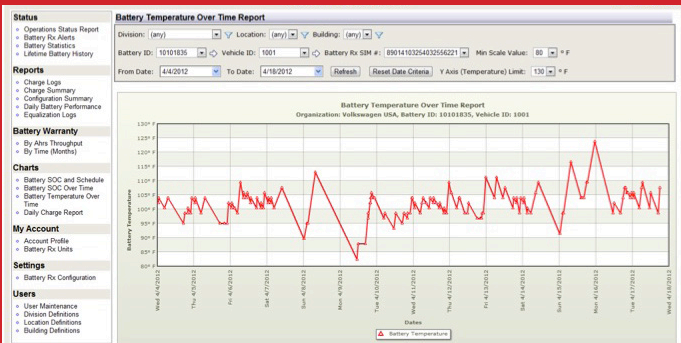 Status
Operations Status Report
Battery Rx Alerts
Battery Statistics
Lifetime Battery History
Reports
Charge Logs
Charge Summary
Configuration Summary
Daily Battery Performance
Equalization Logs
Battery Warranty
By Ahrs Throughput
By Time (Months)
Charts
Battery SOC and Schedule
Battery SOC Over Time
Battery Temperature Over
Time
Daily Charge Report
My Account
Account Profile
Battery Rx Units
Settings
Battery Rx Configuration
Users
User Maintenance
Division Definitions
Location Definitions
Building Definitions
Battery Temperature Over Time Report
Division: (any) Location: (any) Building: (any)
Battery ID: 10101835 Vehicle ID: 1001 Battery Rx SIM #: 89014103254032556221 Min Scale Value: 80 ° F
From Date: 4/4/2012 To Date: 4/18/2012 Refresh Reset Date Criteria Y Axis (Temperature) Limit: 130 ° F
Battery Temperature Over Time Report
Organization: Volkswagen USA, Battery ID: 10101835, Vehicle ID: 1001
130° F
125° F
120° F
115° F
110° F
105° F
100° F
95° F
90° F
85° F
80° F
Battery Temperature
Wed 4/4/2012
Thu 4/5/2012
Fri 4/6/2012
Sat 4/7/2012
Sun 4/8/2012
Mon 4/9/2012
Tue 4/10/2012
Wed 4/11/2012
Thu 4/12/2012
Fri 4/13/2012
Sat 4/14/2012
Sun 4/15/2012
Mon 4/16/2012
Tue 4/17/2012
Wed 4/18/2012
Dates
Battery Temperature